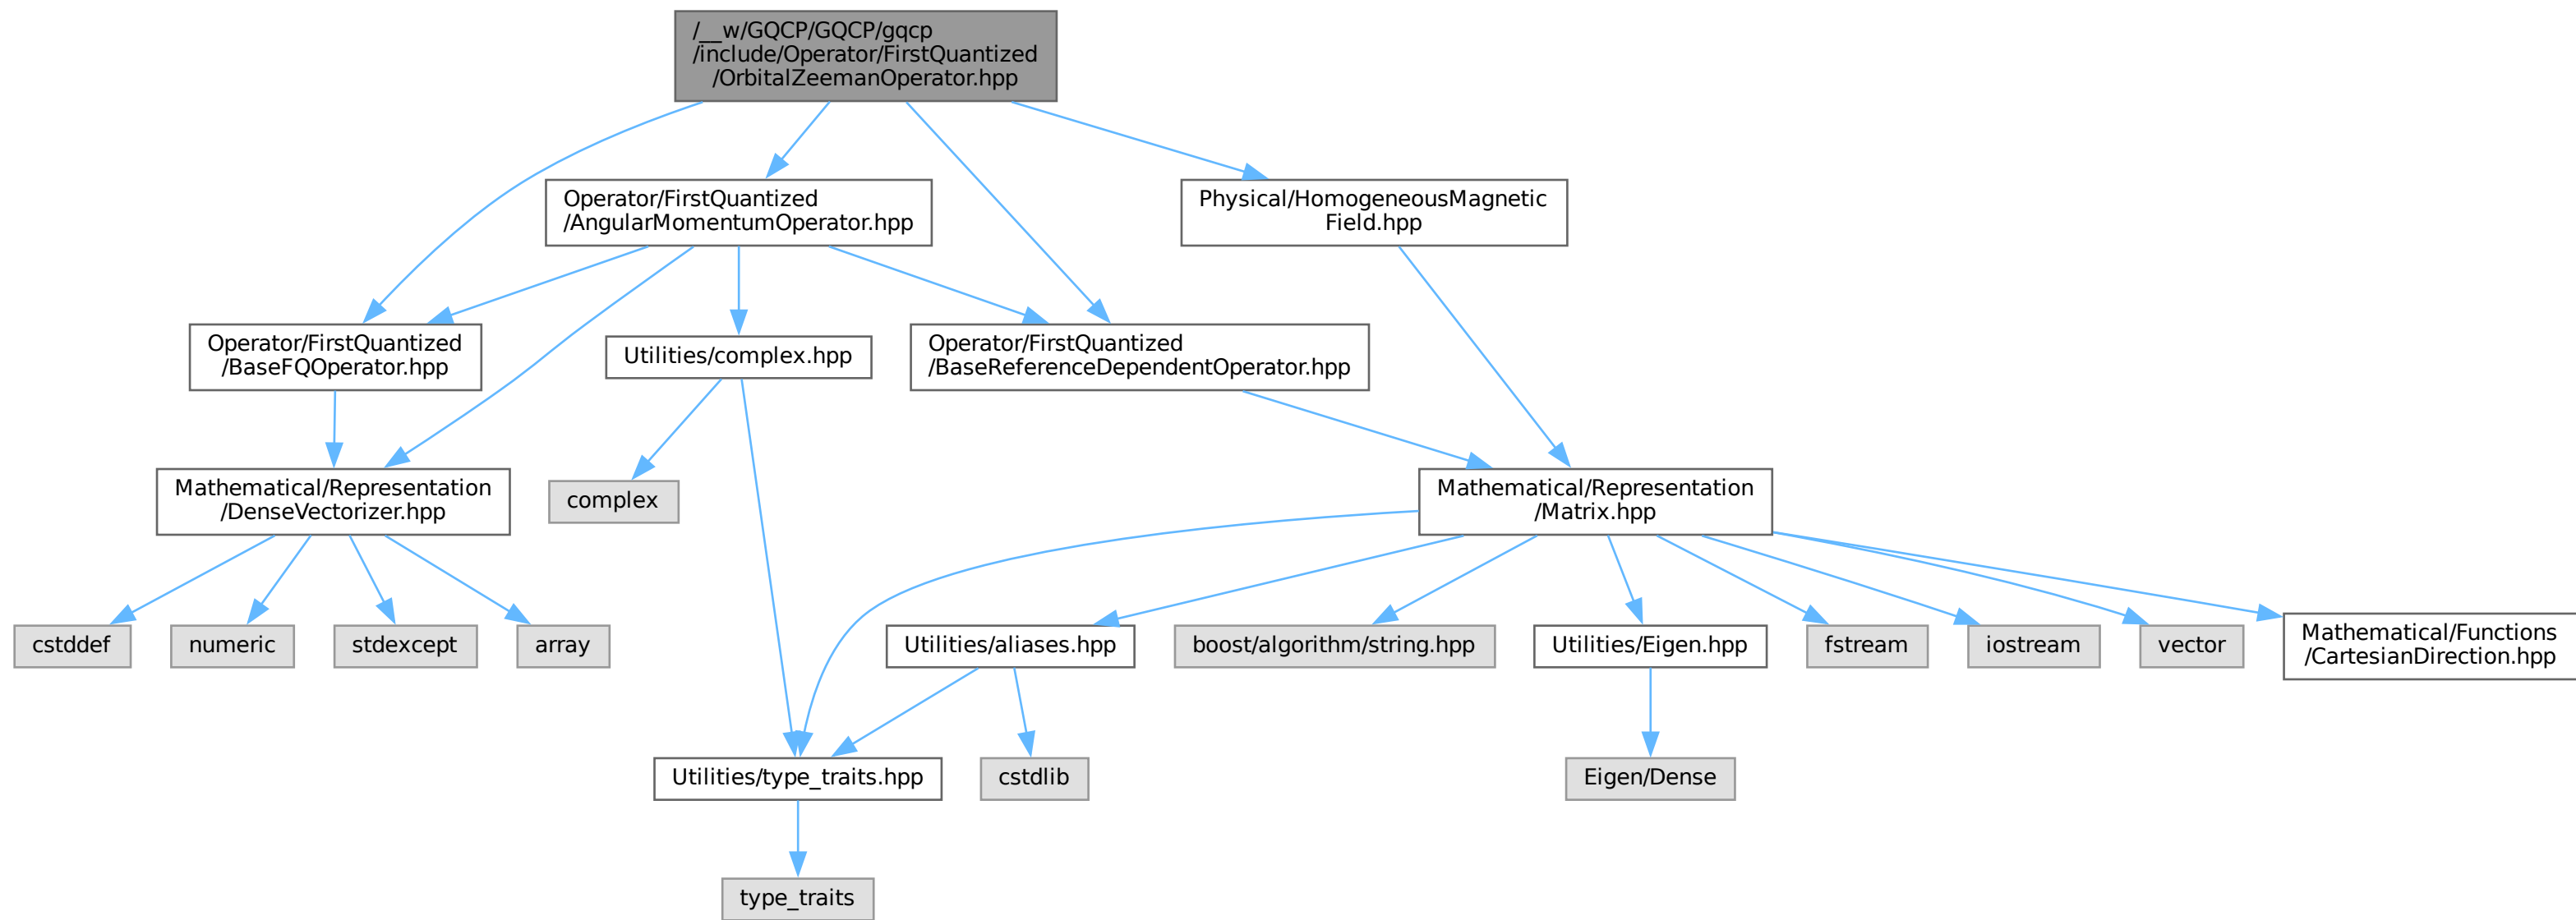 /__w/GQCP/GQCP/gqcp
/include/Operator/FirstQuantized
/OrbitalZeemanOperator.hpp
Operator/FirstQuantized
/AngularMomentumOperator.hpp
Physical/HomogeneousMagnetic
Field.hpp
Operator/FirstQuantized
/BaseFQOperator.hpp
Utilities/complex.hpp
Operator/FirstQuantized
/BaseReferenceDependentOperator.hpp
Mathematical/Representation
/DenseVectorizer.hpp
complex
Mathematical/Representation
/Matrix.hpp
cstddef
numeric
stdexcept
array
Utilities/aliases.hpp
boost/algorithm/string.hpp
Utilities/Eigen.hpp
fstream
iostream
vector
Mathematical/Functions
/CartesianDirection.hpp
Utilities/type_traits.hpp
cstdlib
Eigen/Dense
type_traits